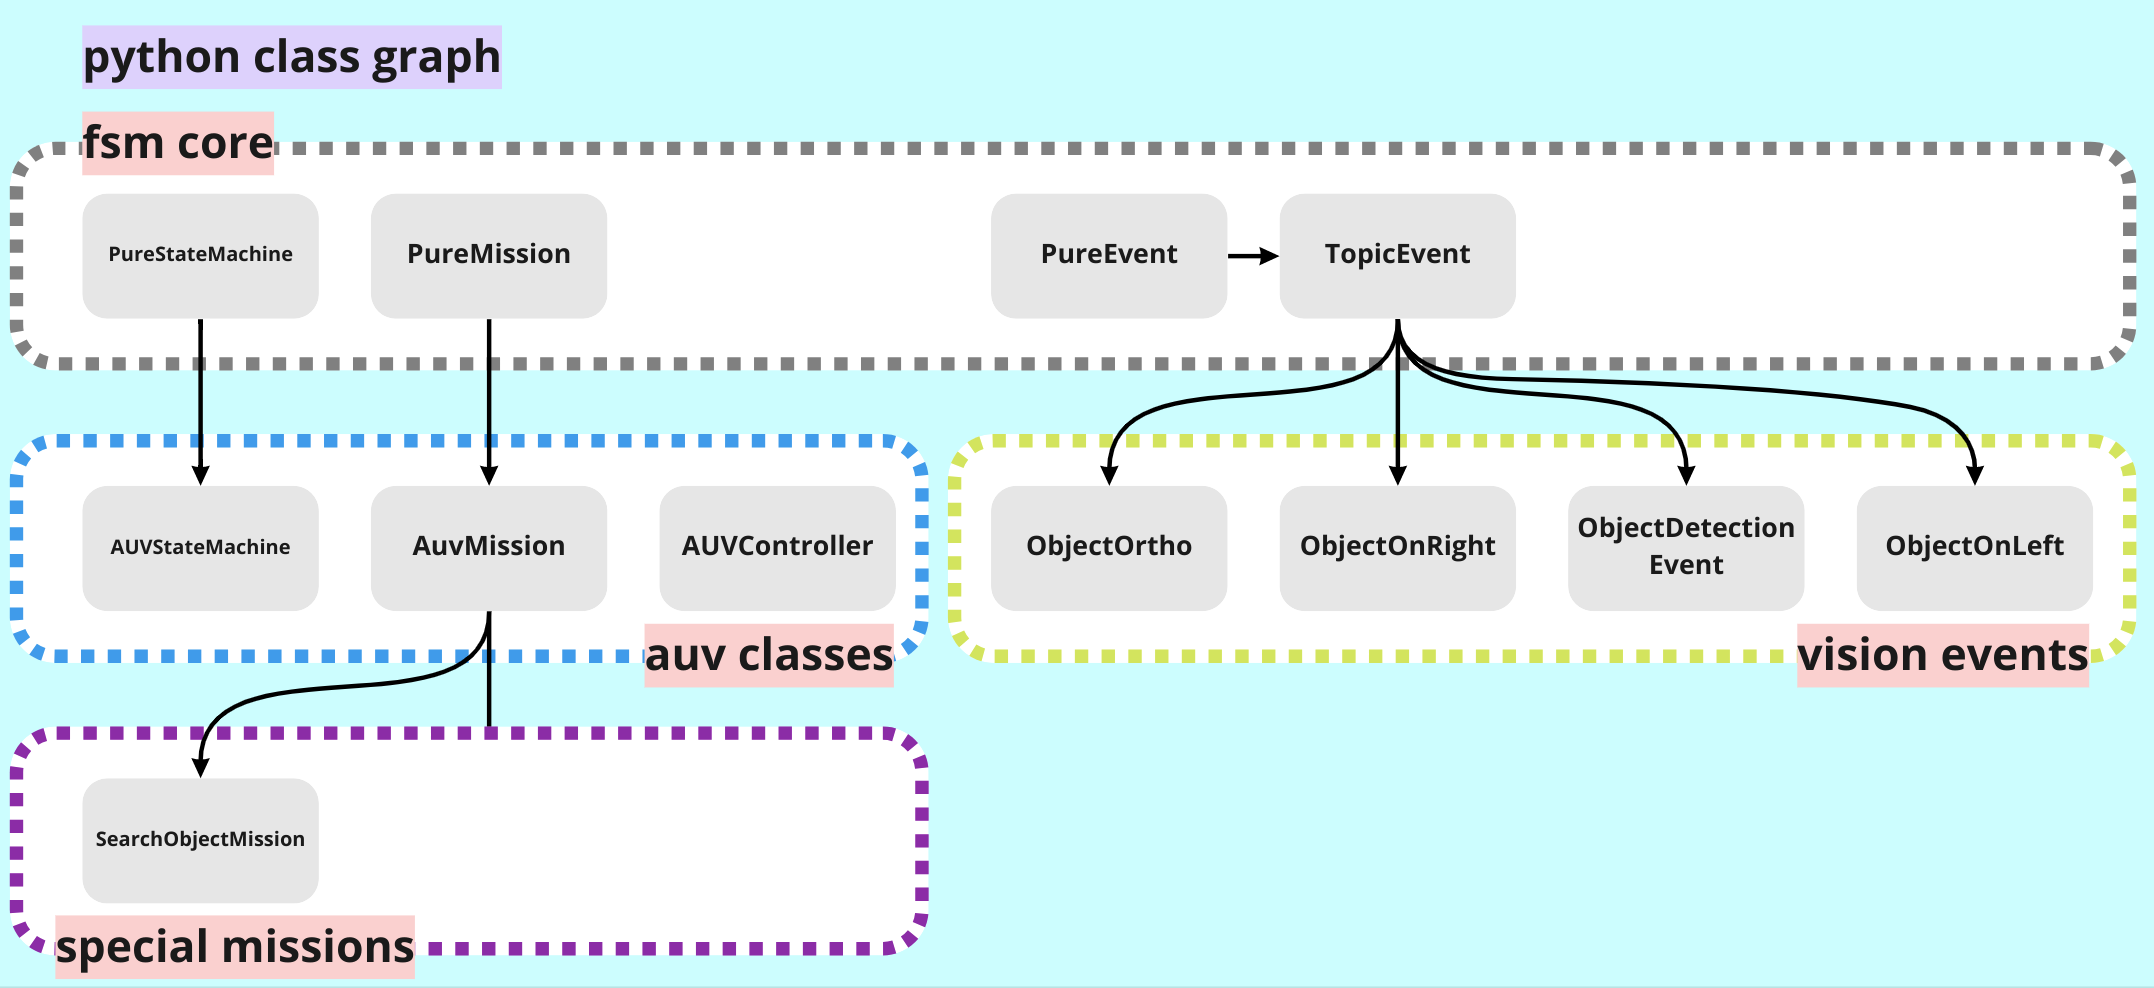 python class graph
fsm core
PureStateMachine
PureMission
PureEvent
TopicEvent
AUVStateMachine
AuvMission
AUVController
ObjectOrtho
ObjectOnRight
ObjectDetection
Event
ObjectOnLeft
auv classes
vision events
SearchObjectMission
special missions